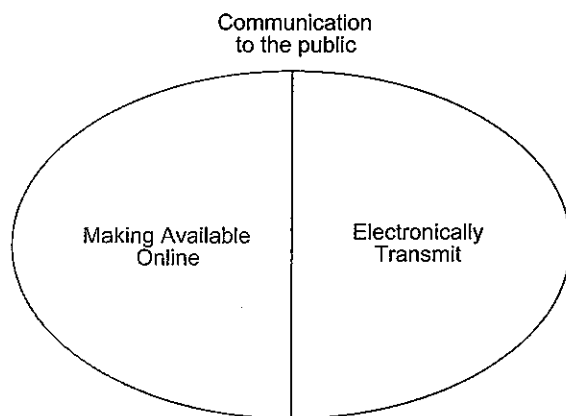 Communication
to the public
Making Available
Online
Electronically
Transmit